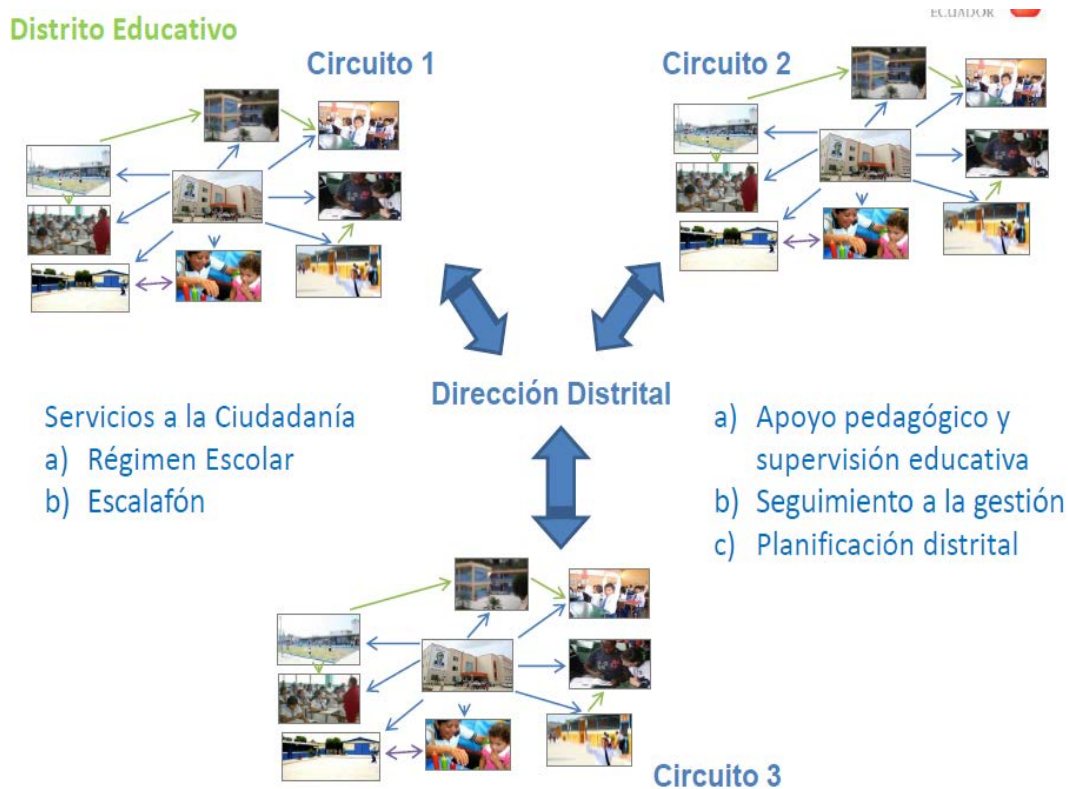 ECUADOR
Distrito Educativo
Circuito 1
Circuito 2
Dirección Distrital
Servicios a la Ciudadanía
a) Régimen Escolar
b) Escalafón
a) Apoyo pedagógico y
supervisión educativa
b) Seguimiento a la gestión
c) Planificación distrital
Circuito 3